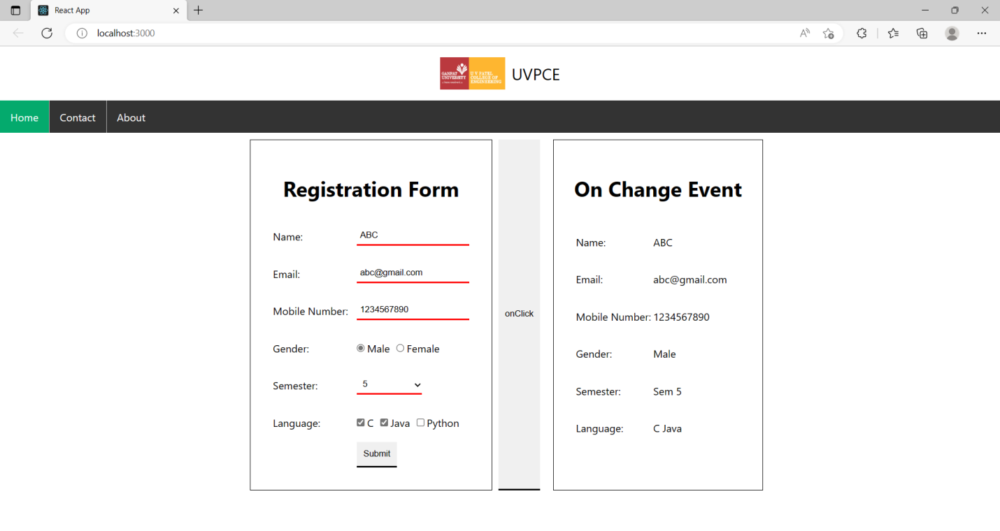 React App
localhost:3000
GANPAT
UNIVERSITY
U V PATEL
COLLEGE OF
ENGINEERING
UVPCE
Home Contact About
Registration Form
Name: ABC
Email: abc@gmail.com
Mobile Number: 1234567890
Gender: Male Female
Semester: 5
Language: C Java Python
Submit
onClick
On Change Event
Name: ABC
Email: abc@gmail.com
Mobile Number: 1234567890
Gender: Male
Semester: Sem 5
Language: C Java